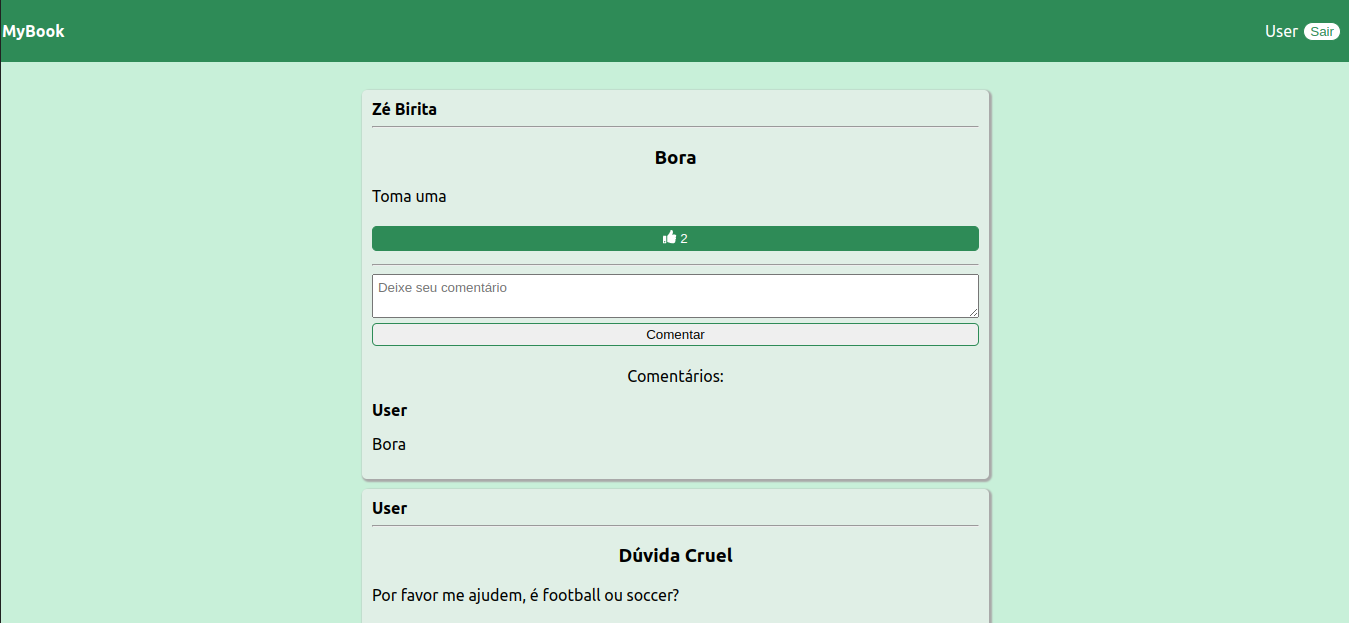 MyBook
User Sair
Zé Birita
Bora
Toma uma
2
Deixe seu comentário
Comentar
Comentários:
User
Bora
User
Dúvida Cruel
Por favor me ajudem, é football ou soccer?